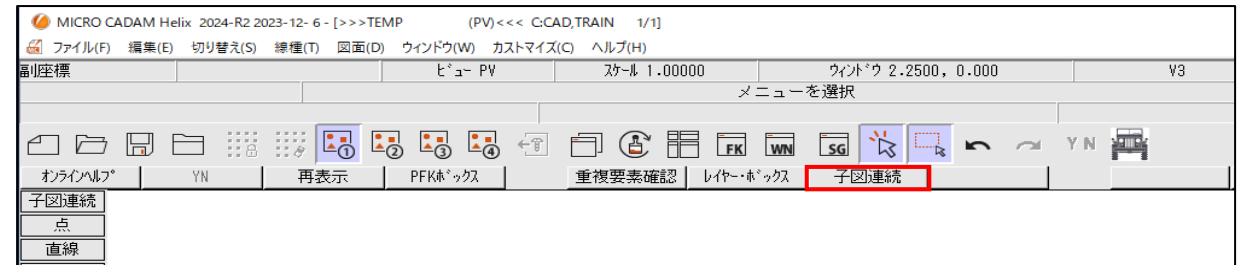 MICRO CADAM Helix 2024-R2 2023-12- 6 - [>>>TEMP (PV)<<< C:CAD,TRAIN 1/1]
ファイル(F) 編集(E) 切り替え(S) 線種(T) 図面(D) ウィンドウ(W) カスタマイズ(C) ヘルプ(H)
副座標 ﾋﾞｭｰ PV ｽｹｰﾙ 1.00000 ｳｨﾝﾄﾞｳ 2.2500, 0.000 V3
メニューを選択
1 2 3 4 FK WN SG Y N
ｵﾝﾗｲﾝﾍﾙﾌﾟ YN 再表示 PFKﾎﾞｯｸｽ 重複要素確認 ﾚｲﾔｰ・ﾎﾞｯｸｽ 子図連続
子図連続
点
直線